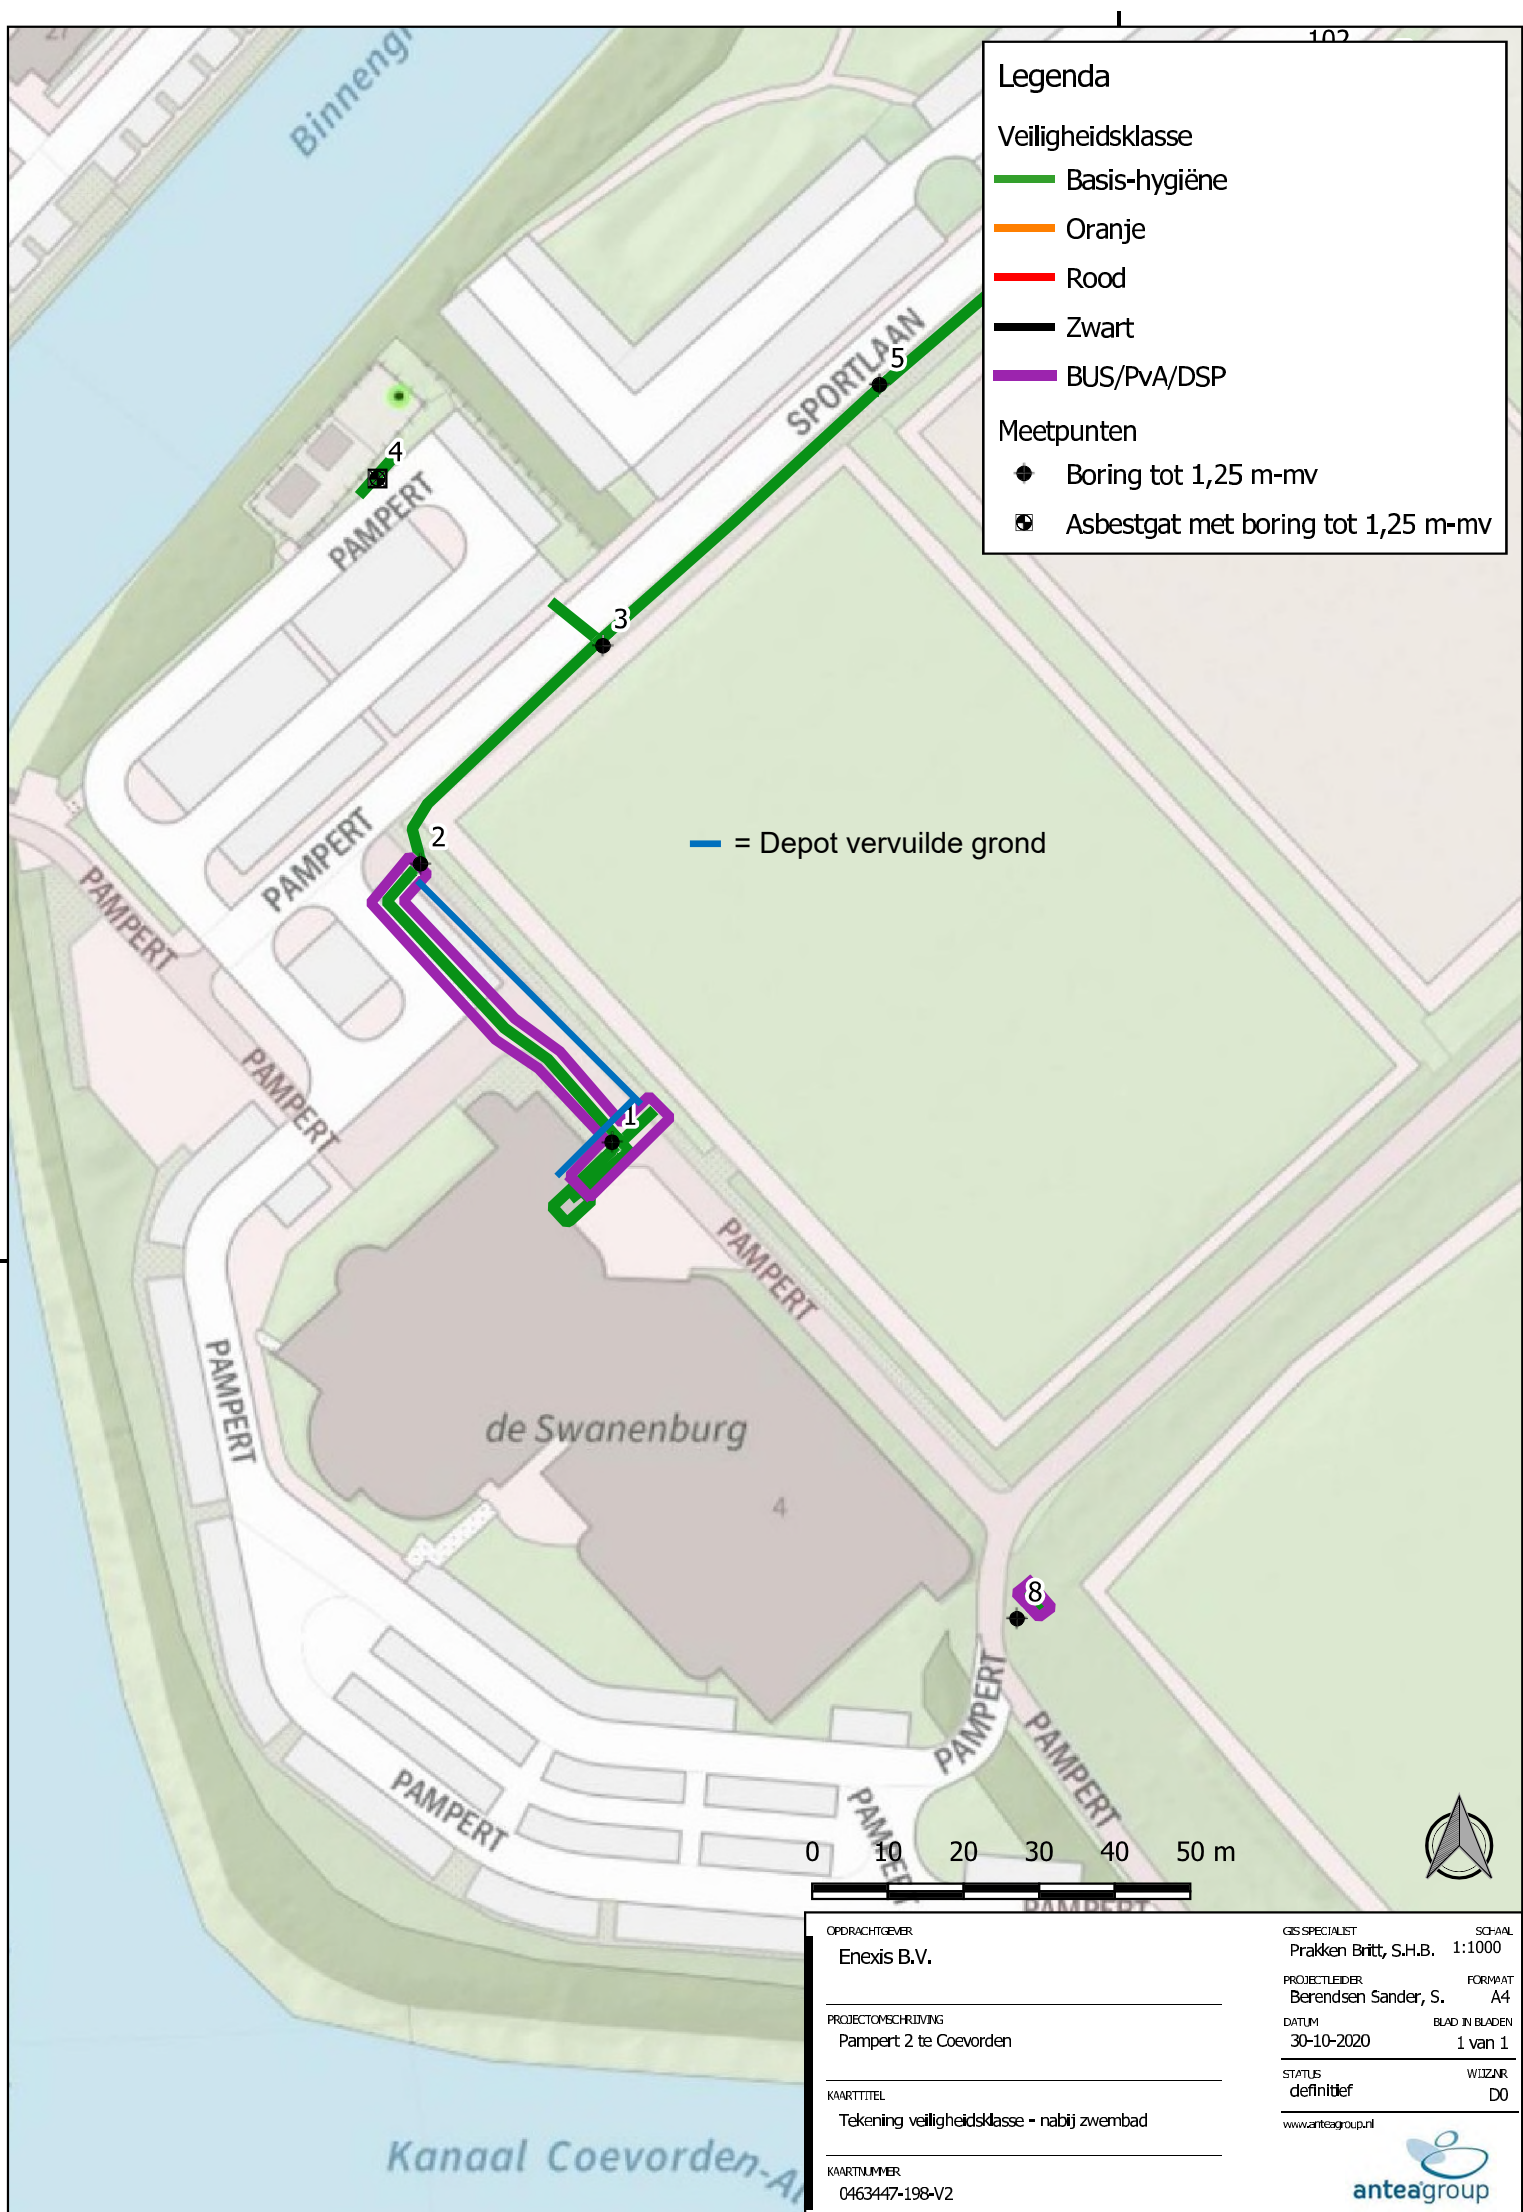 102
Binnengr
Legenda
Veiligheidsklasse
Basis-hygiëne
Oranje
Rood
Zwart
BUS/PvA/DSP
Meetpunten
Boring tot 1,25 m-mv
Asbestgat met boring tot 1,25 m-mv
SPORTLAAN
5
4
PAMPERT
3
2
= Depot vervuilde grond
PAMPERT
PAMPERT
PAMPERT
1
PAMPERT
PAMPERT
de Swanenburg
4
8
PAMPERT
PAMPERT
PAMPERT
PAMPERT
PAMPERT
0 10 20 30 40 50 m
OPDRACHTGEVER
Enexis B.V.
PROJECTOMSCHRIJVING
Pampert 2 te Coevorden
KAARTTITEL
Tekening veiligheidsklasse - nabij zwembad
KAARTNUMMER
0463447-198-V2
GIS SPECIALIST SCHAAL
Prakken Britt, S.H.B. 1:1000
PROJECTLEIDER FORMAAT
Berendsen Sander, S. A4
DATUM BLAD IN BLADEN
30-10-2020 1 van 1
STATUS WIJZ.NR
definitief D0
www.anteagroup.nl
anteagroup
Kanaal Coevorden-Al